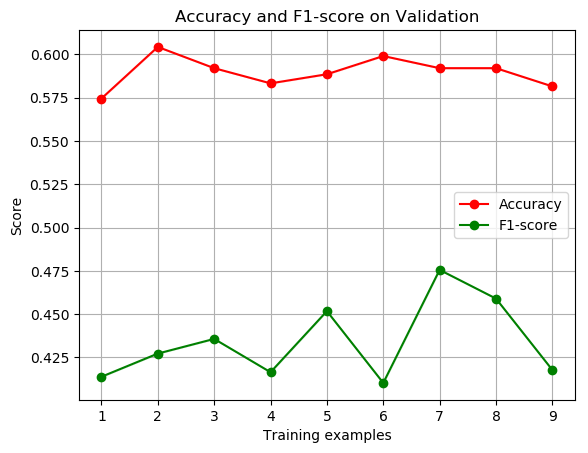 Accuracy and F1-score on Validation
0.600
0.575
0.550
0.525
0.500
0.475
0.450
0.425
Score
Accuracy
F1-score
1 2 3 4 5 6 7 8 9
Training examples